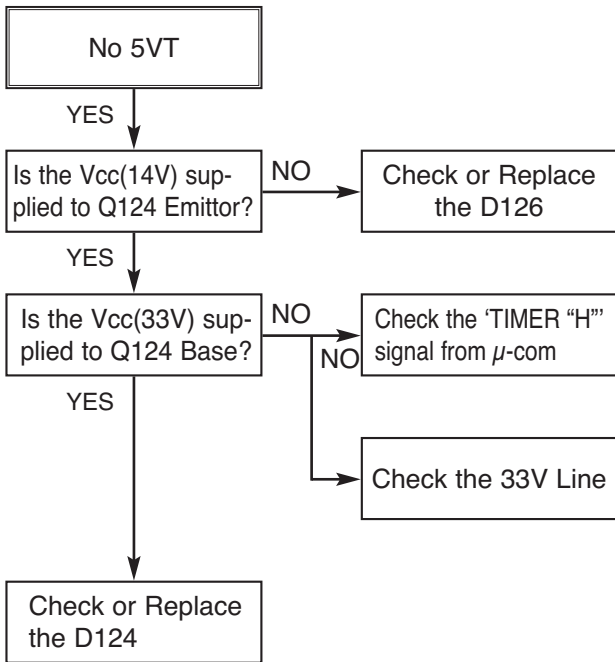 No 5VT
YES
Is the Vcc(14V) sup-
plied to Q124 Emittor?
NO
Check or Replace
the D126
YES
Is the Vcc(33V) sup-
plied to Q124 Base?
NO
NO
Check the ‘TIMER “H”’
signal from µ-com
YES
Check the 33V Line
Check or Replace
the D124